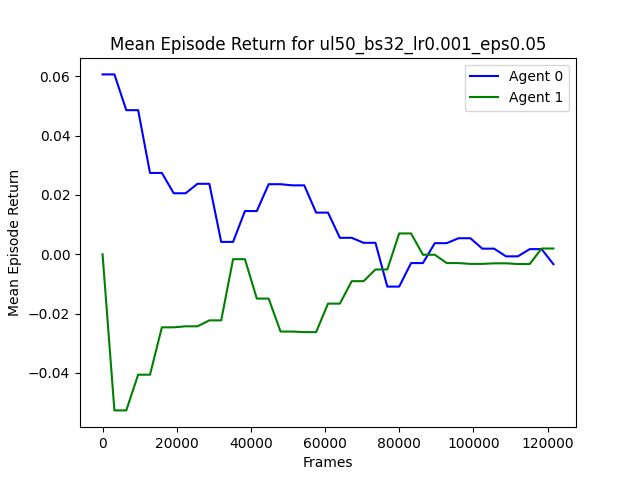 Mean Episode Return for ul50_bs32_lr0.001_eps0.05
Agent 0
Agent 1
Mean Episode Return
0.06
0.04
0.02
0.00
−0.02
−0.04
0
20000
40000
60000
80000
100000
120000
Frames